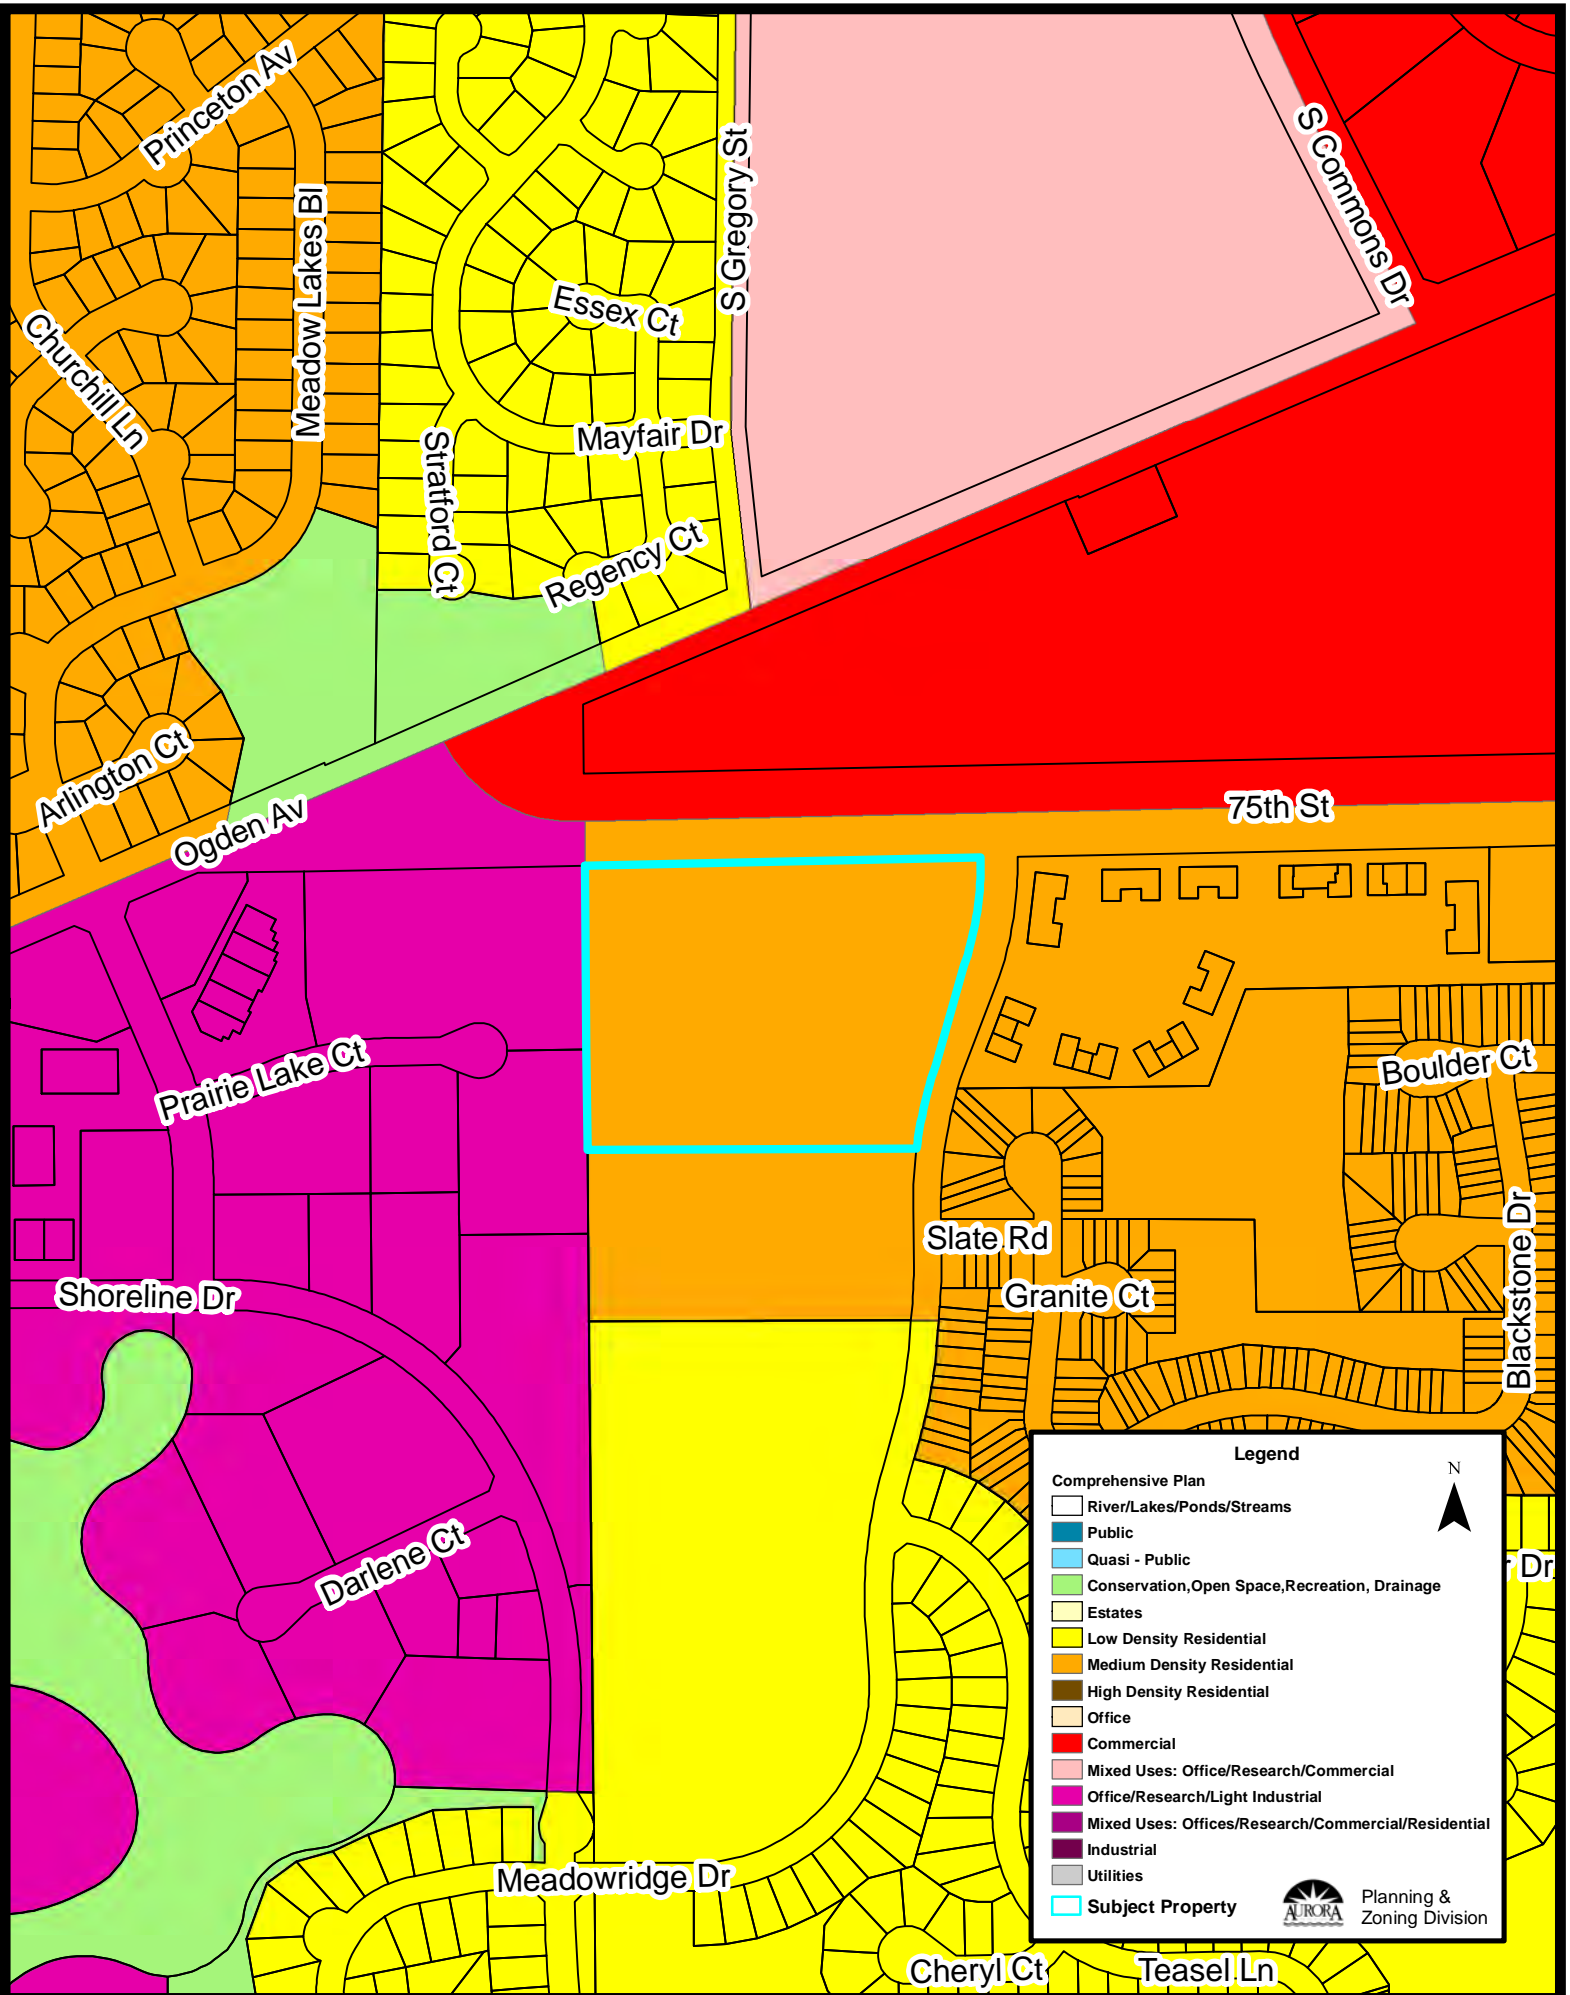 Princeton Av
S Gregory St
S Commons Dr
Meadow Lakes Bl
Essex Ct
Churchill Ln
Mayfair Dr
Stratford Ct
Regency Ct
Arlington Ct
Ogden Av
75th St
Prairie Lake Ct
Boulder Ct
Slate Rd
Blackstone Dr
Shoreline Dr
Granite Ct
Darlene Ct
r Dr
Meadowridge Dr
Cheryl Ct
Teasel Ln
Legend
N
Comprehensive Plan
River/Lakes/Ponds/Streams
Public
Quasi - Public
Conservation,Open Space,Recreation, Drainage
Estates
Low Density Residential
Medium Density Residential
High Density Residential
Office
Commercial
Mixed Uses: Office/Research/Commercial
Office/Research/Light Industrial
Mixed Uses: Offices/Research/Commercial/Residential
Industrial
Utilities
Subject Property
AURORA
Planning &
Zoning Division